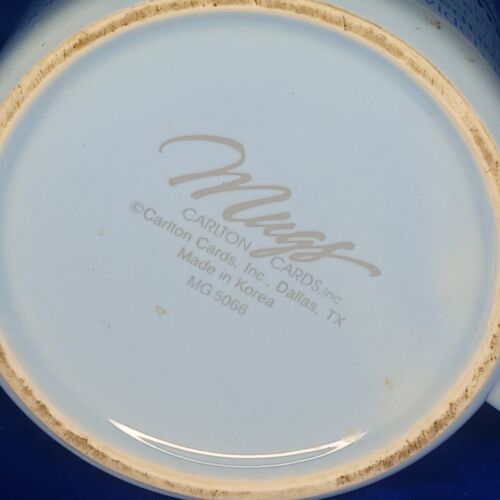 Mugs
CARLTON CARDS, Inc.
©Carlton Cards, Inc., Dallas, TX
Made in Korea
MG 5066